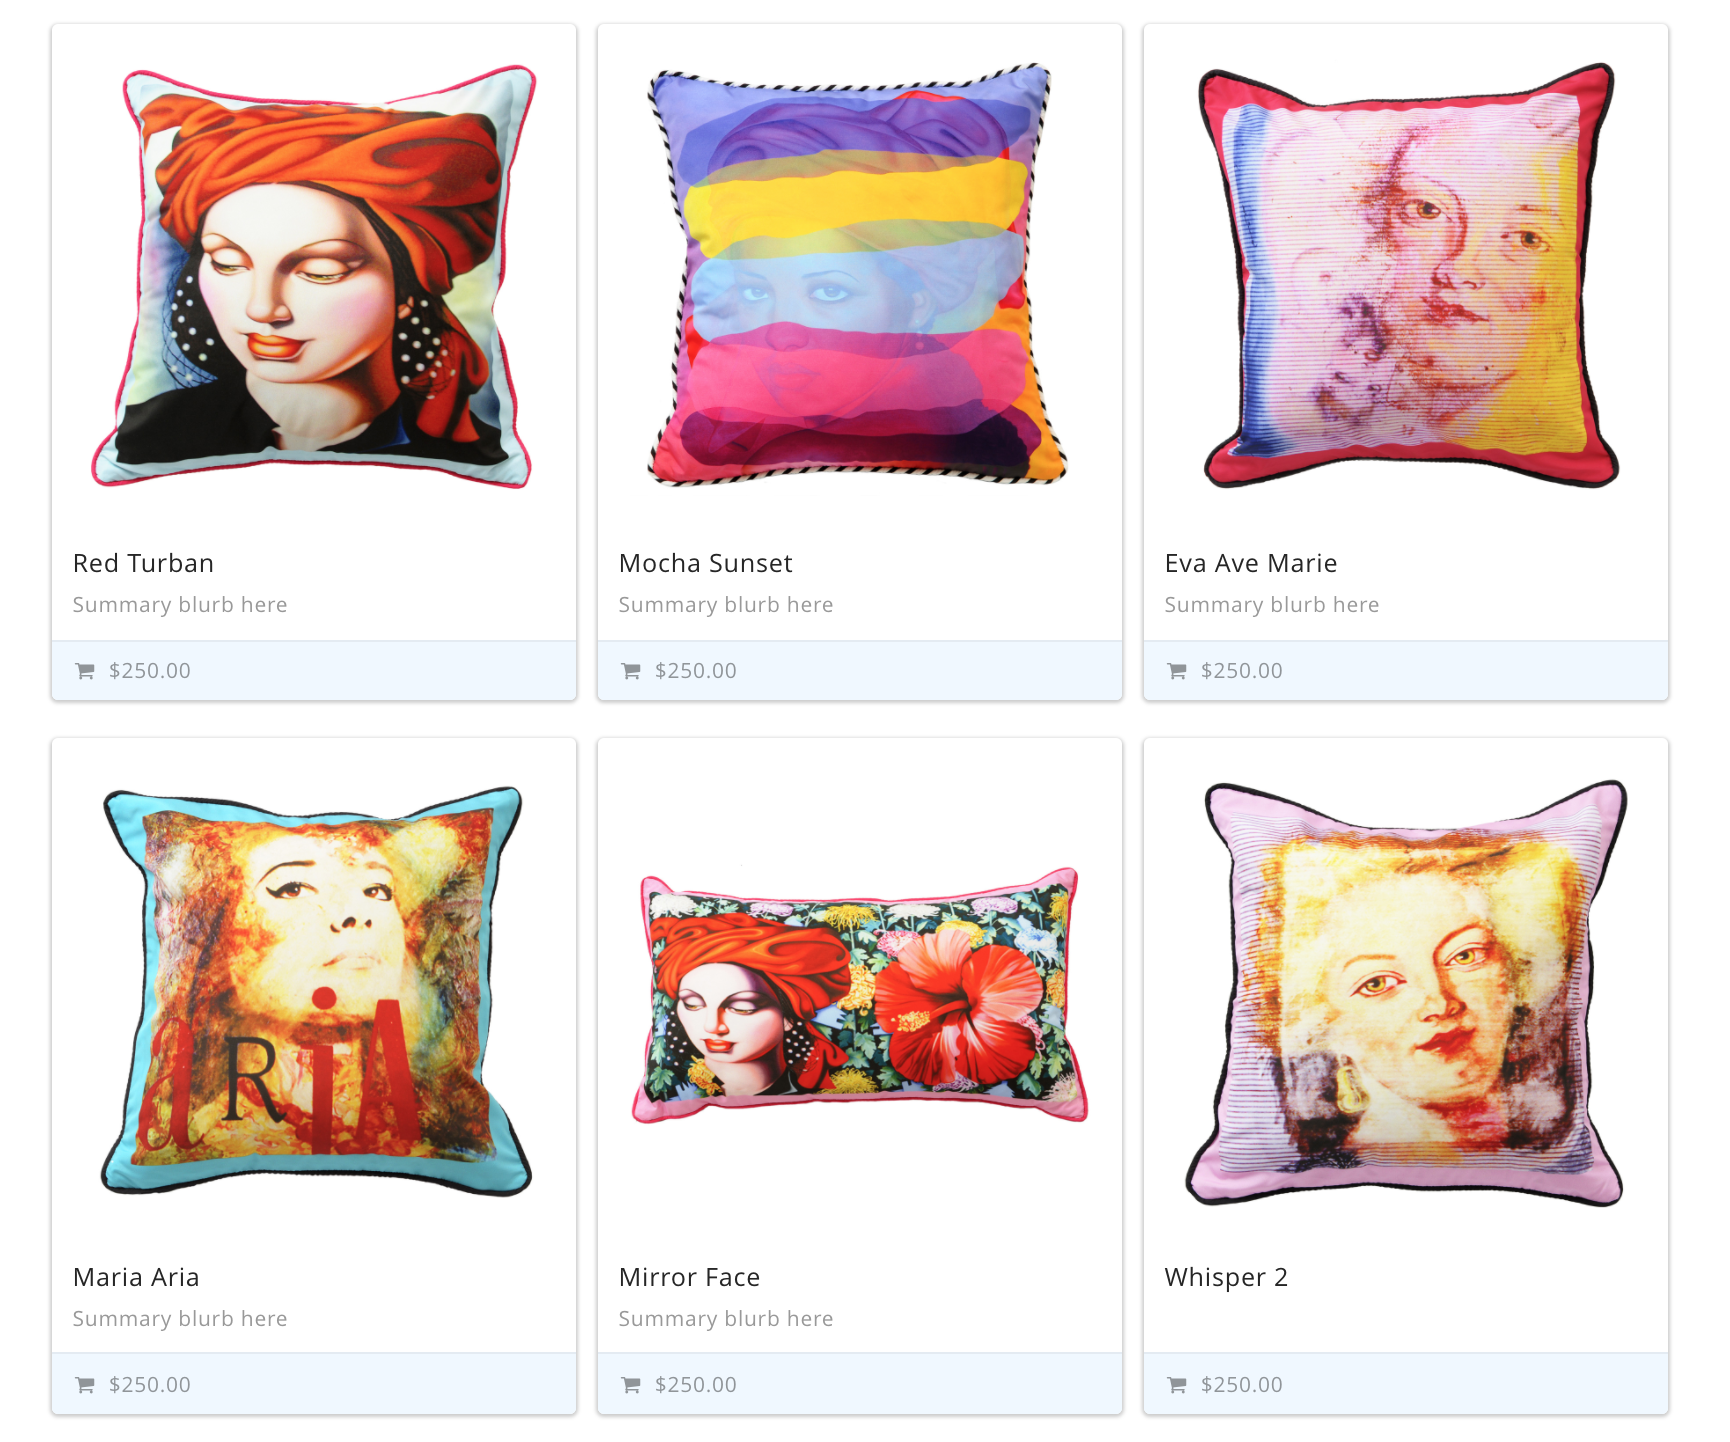 Red Turban
Summary blurb here
$250.00
Mocha Sunset
Summary blurb here
$250.00
Eva Ave Marie
Summary blurb here
$250.00
aRiA
Maria Aria
Summary blurb here
$250.00
Mirror Face
Summary blurb here
$250.00
Whisper 2
$250.00